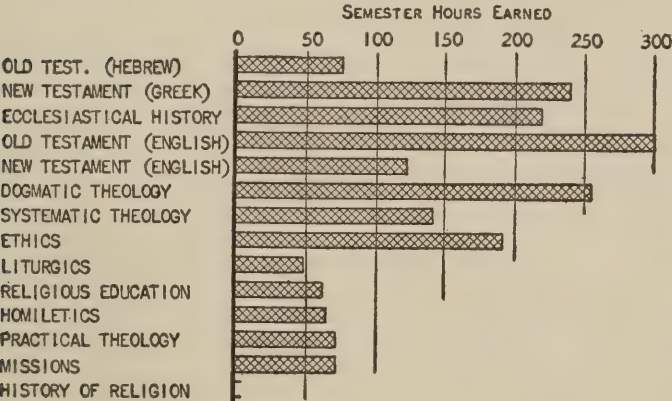 SEMESTER HOURS EARNED
0 50 100 150 200 250 300
OLD TEST. (HEBREW)
NEW TESTAMENT (GREEK)
ECCLESIASTICAL HISTORY
OLD TESTAMENT (ENGLISH)
NEW TESTAMENT (ENGLISH)
DOGMATIC THEOLOGY
SYSTEMATIC THEOLOGY
ETHICS
LITURGICS
RELIGIOUS EDUCATION
HOMILETICS
PRACTICAL THEOLOGY
MISSIONS
HISTORY OF RELIGION